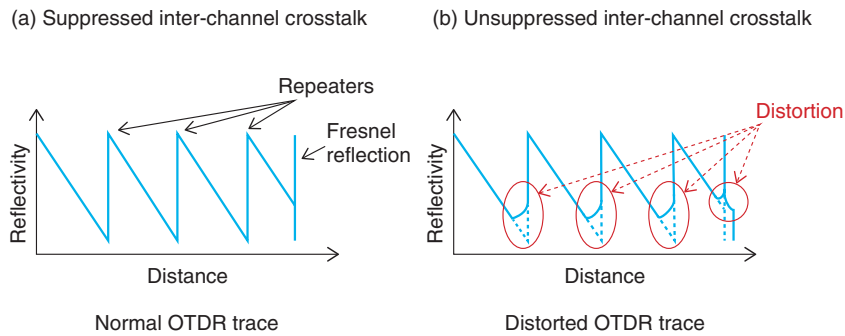 (a) Suppressed inter-channel crosstalk
Repeaters
Fresnel
reflection
Reflectivity
Distance
Normal OTDR trace
(b) Unsuppressed inter-channel crosstalk
Distortion
Reflectivity
Distance
Distorted OTDR trace